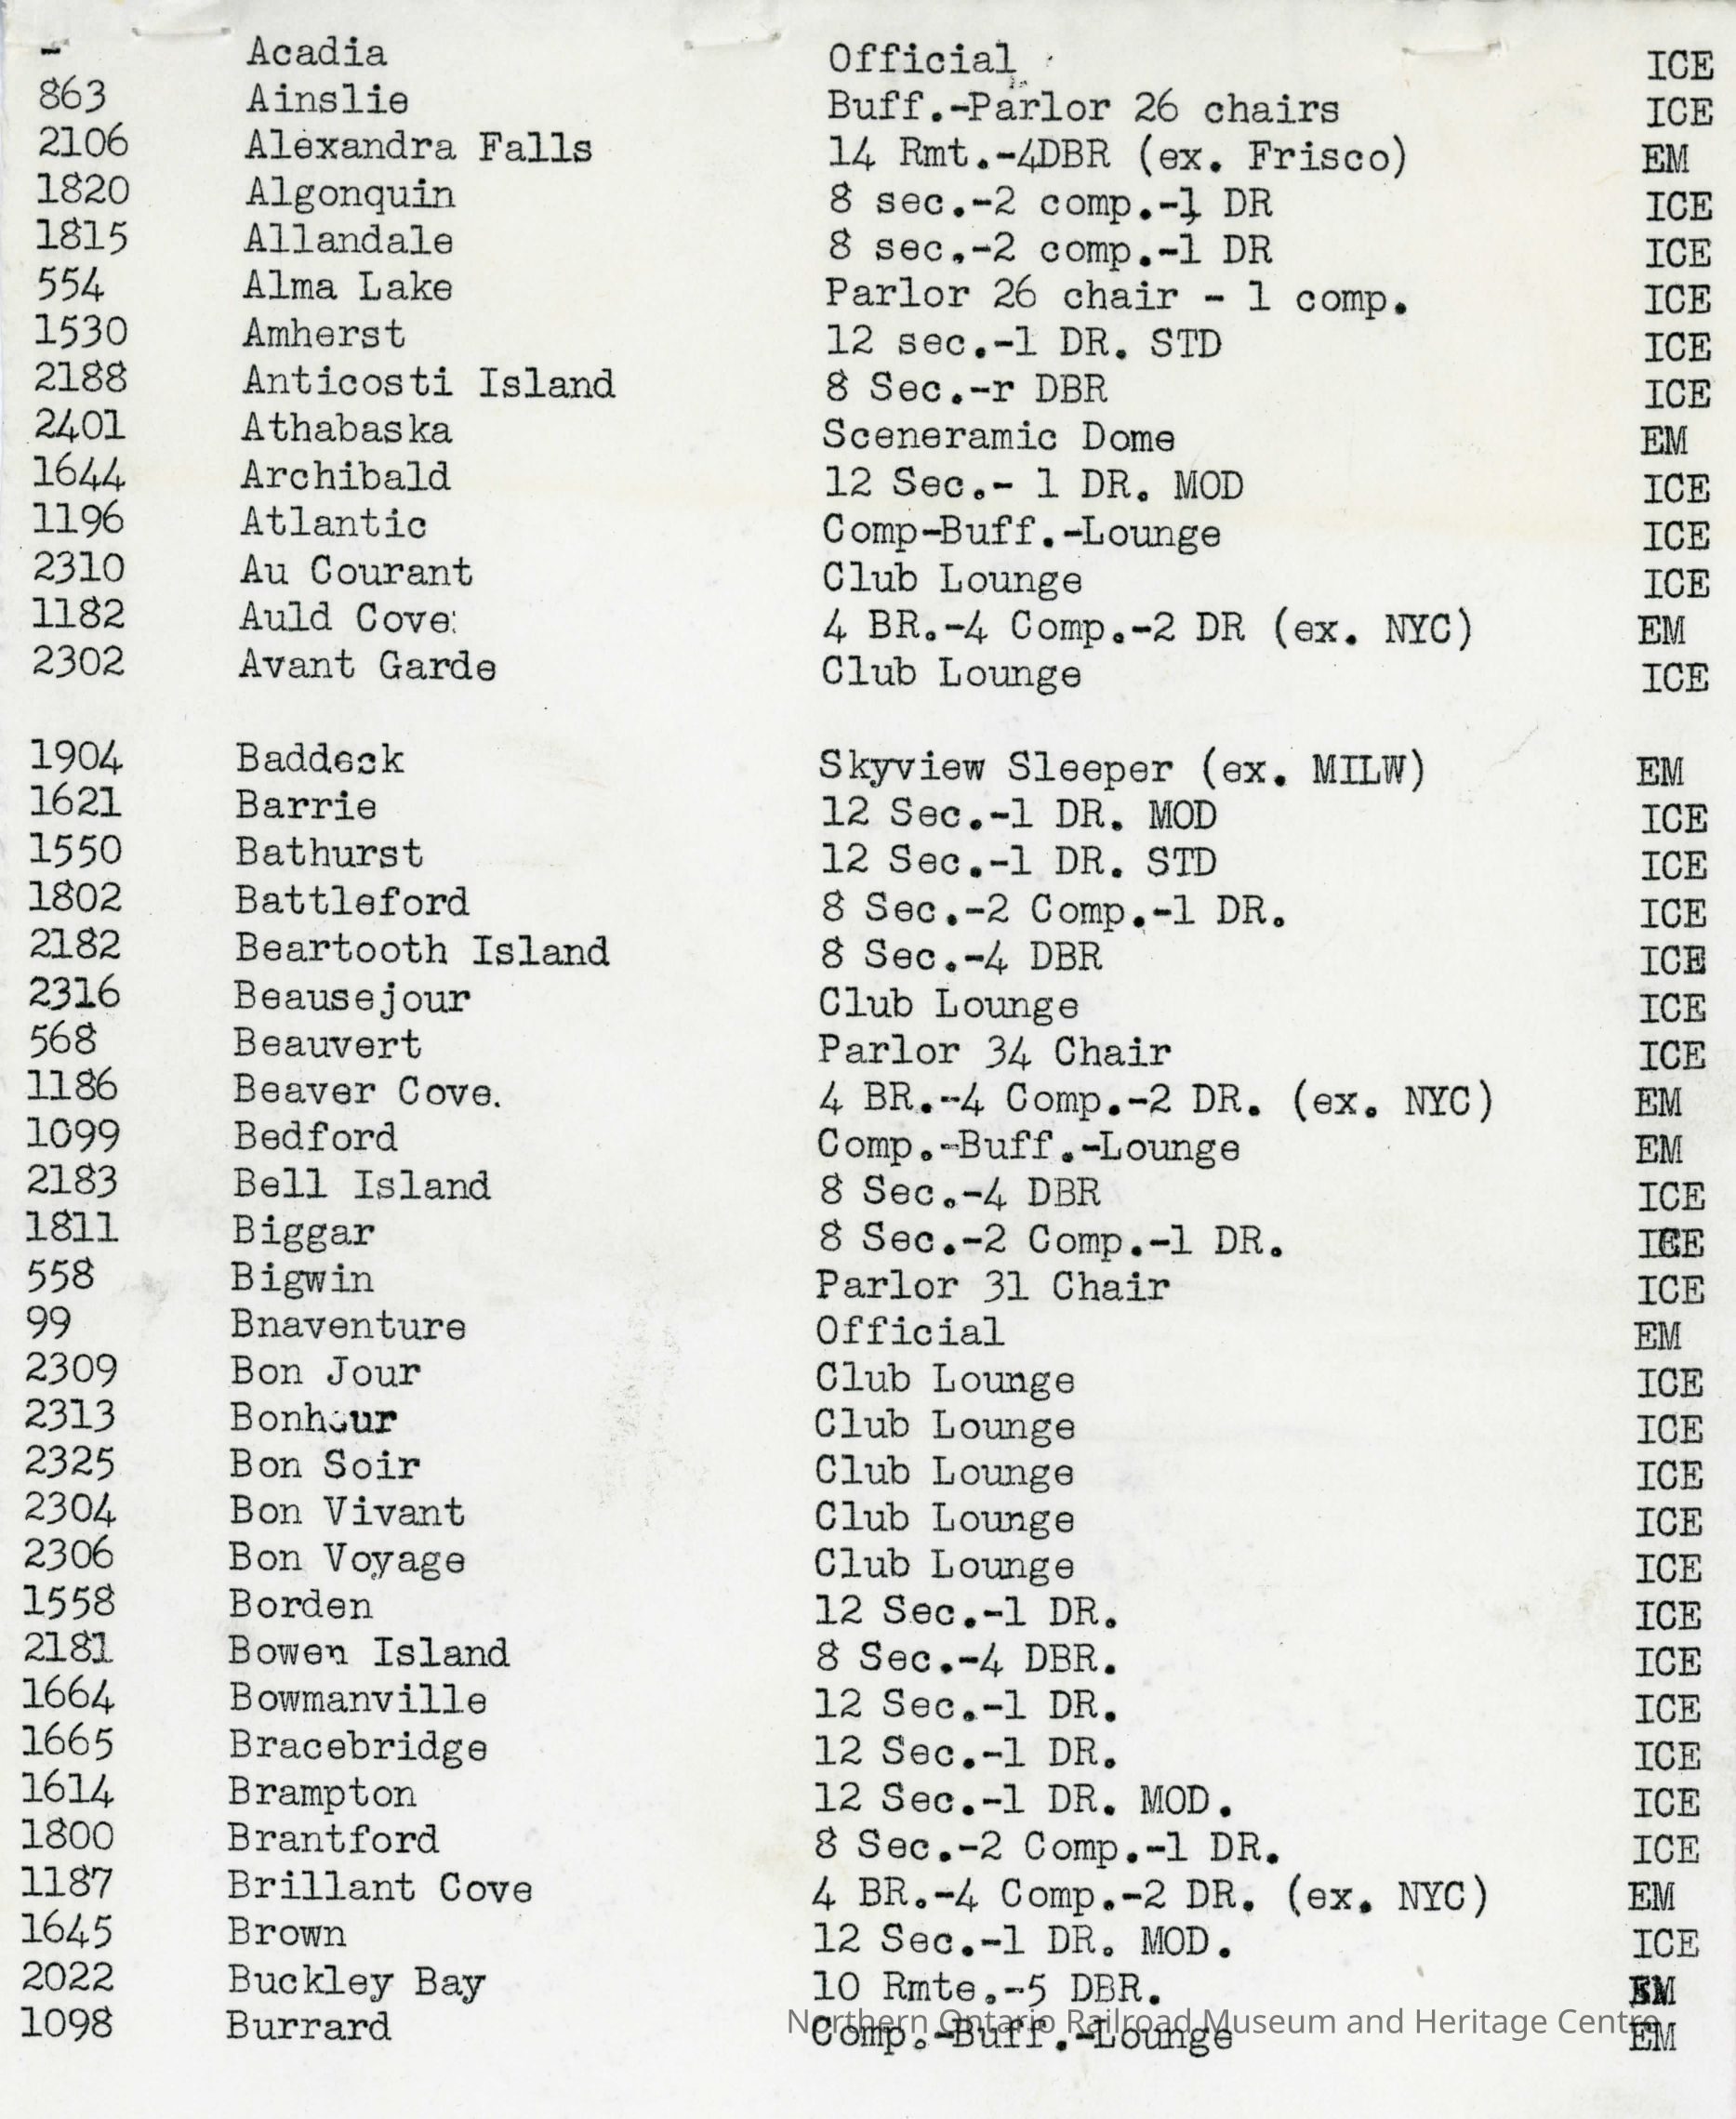 - Acadia Official ICE
863 Ainslie Buff.-Parlor 26 chairs ICE
2106 Alexandra Falls 14 Rmt.-4DBR (ex. Frisco) EM
1820 Algonquin 8 sec.-2 comp.-1 DR ICE
1815 Allandale 8 sec.-2 comp.-1 DR ICE
554 Alma Lake Parlor 26 chair - 1 comp. ICE
1530 Amherst 12 sec.-1 DR. STD ICE
2188 Anticosti Island 8 Sec.-r DBR ICE
2401 Athabaska Sceneramic Dome EM
1644 Archibald 12 Sec.- 1 DR. MOD ICE
1196 Atlantic Comp-Buff.-Lounge ICE
2310 Au Courant Club Lounge ICE
1182 Auld Cove: 4 BR.-4 Comp.-2 DR (ex. NYC) EM
2302 Avant Garde Club Lounge ICE
1904 Baddeck Skyview Sleeper (ex. MILW) EM
1621 Barrie 12 Sec.-1 DR. MOD ICE
1550 Bathurst 12 Sec.-1 DR. STD ICE
1802 Battleford 8 Sec.-2 Comp.-1 DR. ICE
2182 Beartooth Island 8 Sec.-4 DBR ICE
2316 Beausejour Club Lounge ICE
568 Beauvert Parlor 34 Chair ICE
1186 Beaver Cove. 4 BR.-4 Comp.-2 DR. (ex. NYC) EM
1099 Bedford Comp.-Buff.-Lounge EM
2183 Bell Island 8 Sec.-4 DBR ICE
1811 Biggar 8 Sec.-2 Comp.-1 DR. ICE
558 Bigwin Parlor 31 Chair ICE
99 Bnaventure Official EM
2309 Bon Jour Club Lounge ICE
2313 Bonhour Club Lounge ICE
2325 Bon Soir Club Lounge ICE
2304 Bon Vivant Club Lounge ICE
2306 Bon Voyage Club Lounge ICE
1558 Borden 12 Sec.-1 DR. ICE
2181 Bowen Island 8 Sec.-4 DBR. ICE
1664 Bowmanville 12 Sec.-1 DR. ICE
1665 Bracebridge 12 Sec.-1 DR. ICE
1614 Brampton 12 Sec.-1 DR. MOD. ICE
1800 Brantford 8 Sec.-2 Comp.-1 DR. ICE
1187 Brillant Cove 4 BR.-4 Comp.-2 DR. (ex. NYC) EM
1645 Brown 12 Sec.-1 DR. MOD. ICE
2022 Buckley Bay 10 Rmte.-5 DBR. EM
Northern Ontario Railroad Museum and Heritage Centre
1098 Burrard Comp.-Buff.-Lounge EM